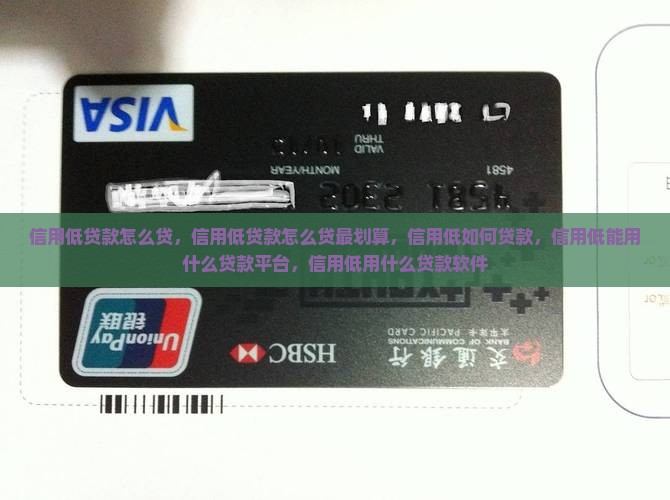 VISA
VALID
THRU
MONTH/YEAR
4581
信用低贷款怎么贷，信用低贷款怎么贷最划算，信用低如何贷款，信用低能用
什么贷款平台，信用低用什么贷款软件
交通銀行
BANK OF COMMUNICATIONS
太平洋卡 PACIFIC CARD
HSBC
UnionPay
银联